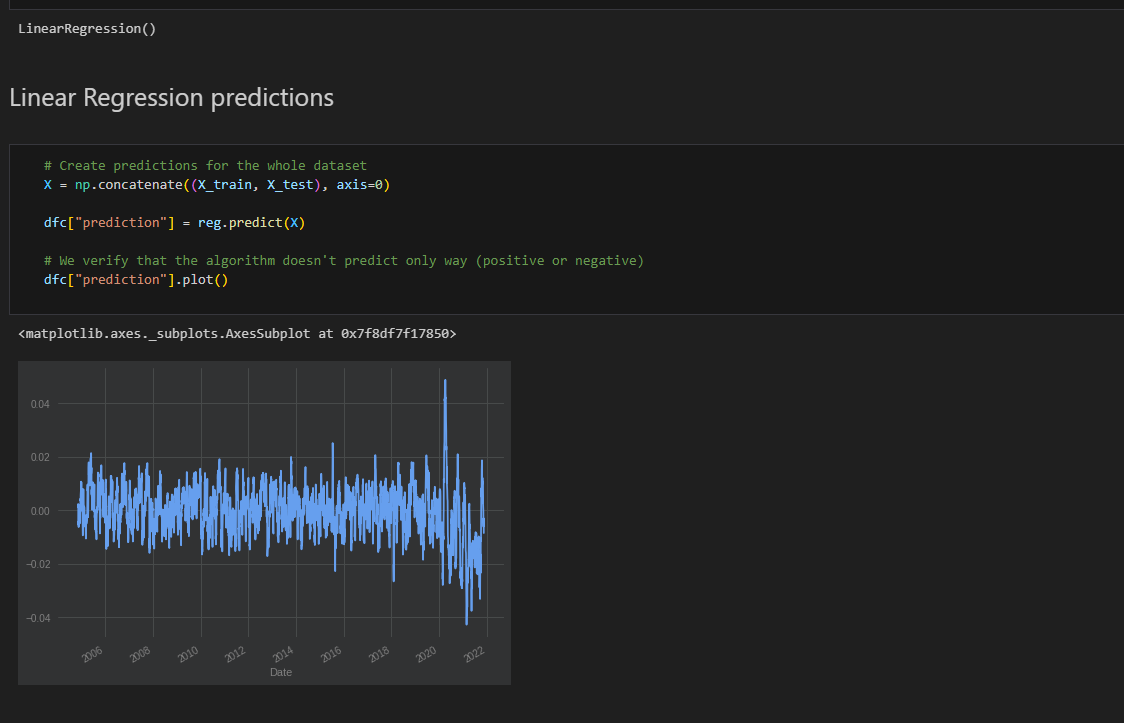 LinearRegression()
Linear Regression predictions
# Create predictions for the whole dataset
X = np.concatenate((X_train, X_test), axis=0)
dfc["prediction"] = reg.predict(X)
# We verify that the algorithm doesn't predict only way (positive or negative)
dfc["prediction"].plot()
<matplotlib.axes._subplots.AxesSubplot at 0x7f8df7f17850>
0.04
0.02
0.00
−0.02
−0.04
2006 2008 2010 2012 2014 2016 2018 2020 2022
Date